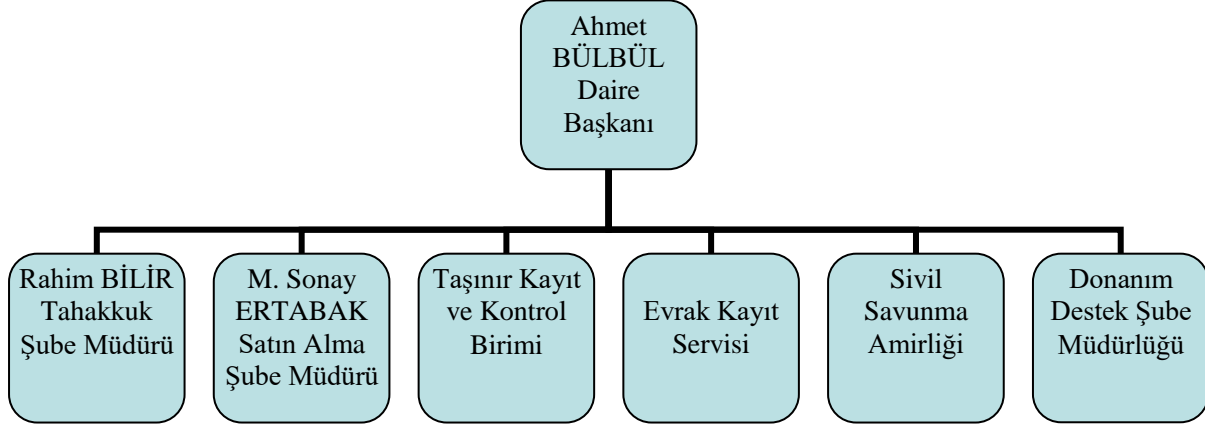 Ahmet
BÜLBÜL
Daire
Başkanı
Rahim BİLİR
Tahakkuk
Şube Müdürü
M. Sonay
ERTABAK
Satın Alma
Şube Müdürü
Taşınır Kayıt
ve Kontrol
Birimi
Evrak Kayıt
Servisi
Sivil
Savunma
Amirliği
Donanım
Destek Şube
Müdürlüğü